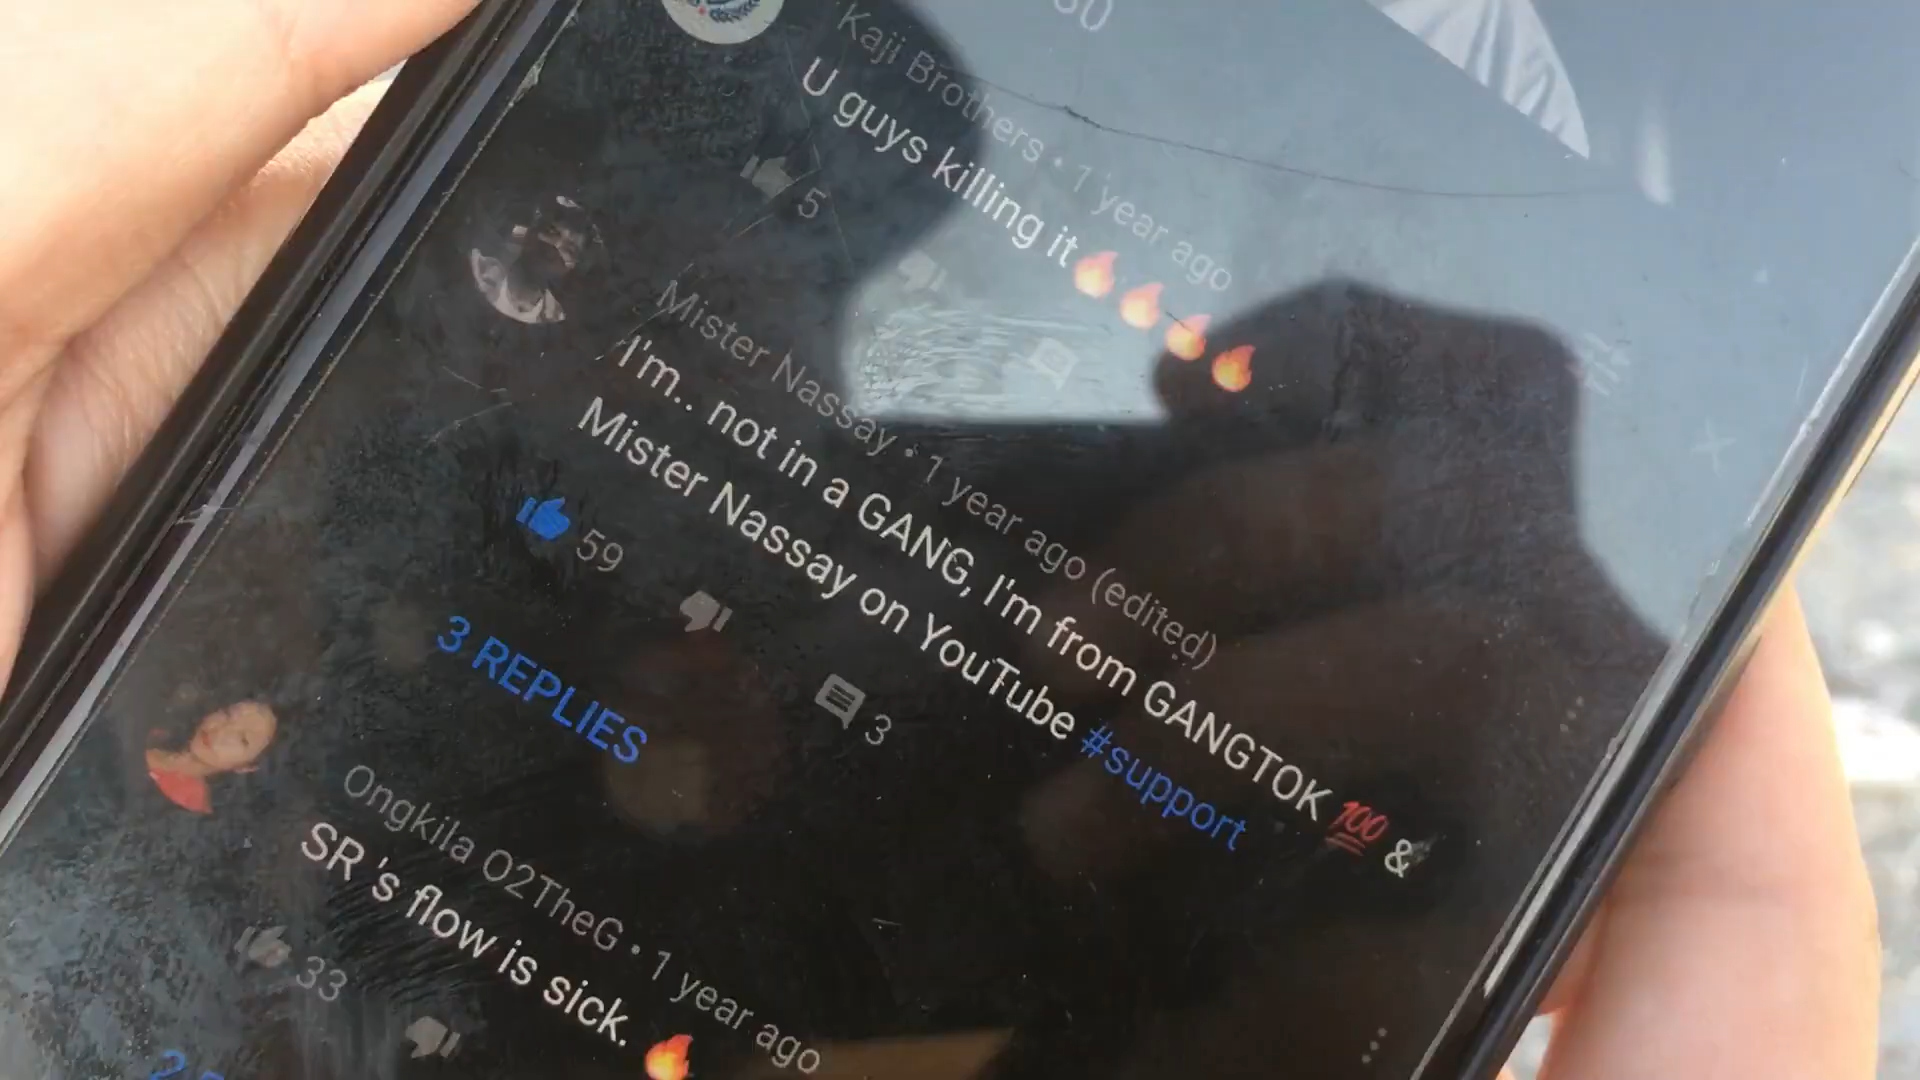 Kaji Brothers • 1 year ago
U guys killing it🔥🔥🔥🔥
5
Mister Nassay • 1 year ago (edited)
I'm.. not in a GANG, I'm from GANGTOK 💯 &
Mister Nassay on YouTube #support
59 3
3 REPLIES
Ongkila O2TheG • 1 year ago
SR 's flow is sick. 🔥
33